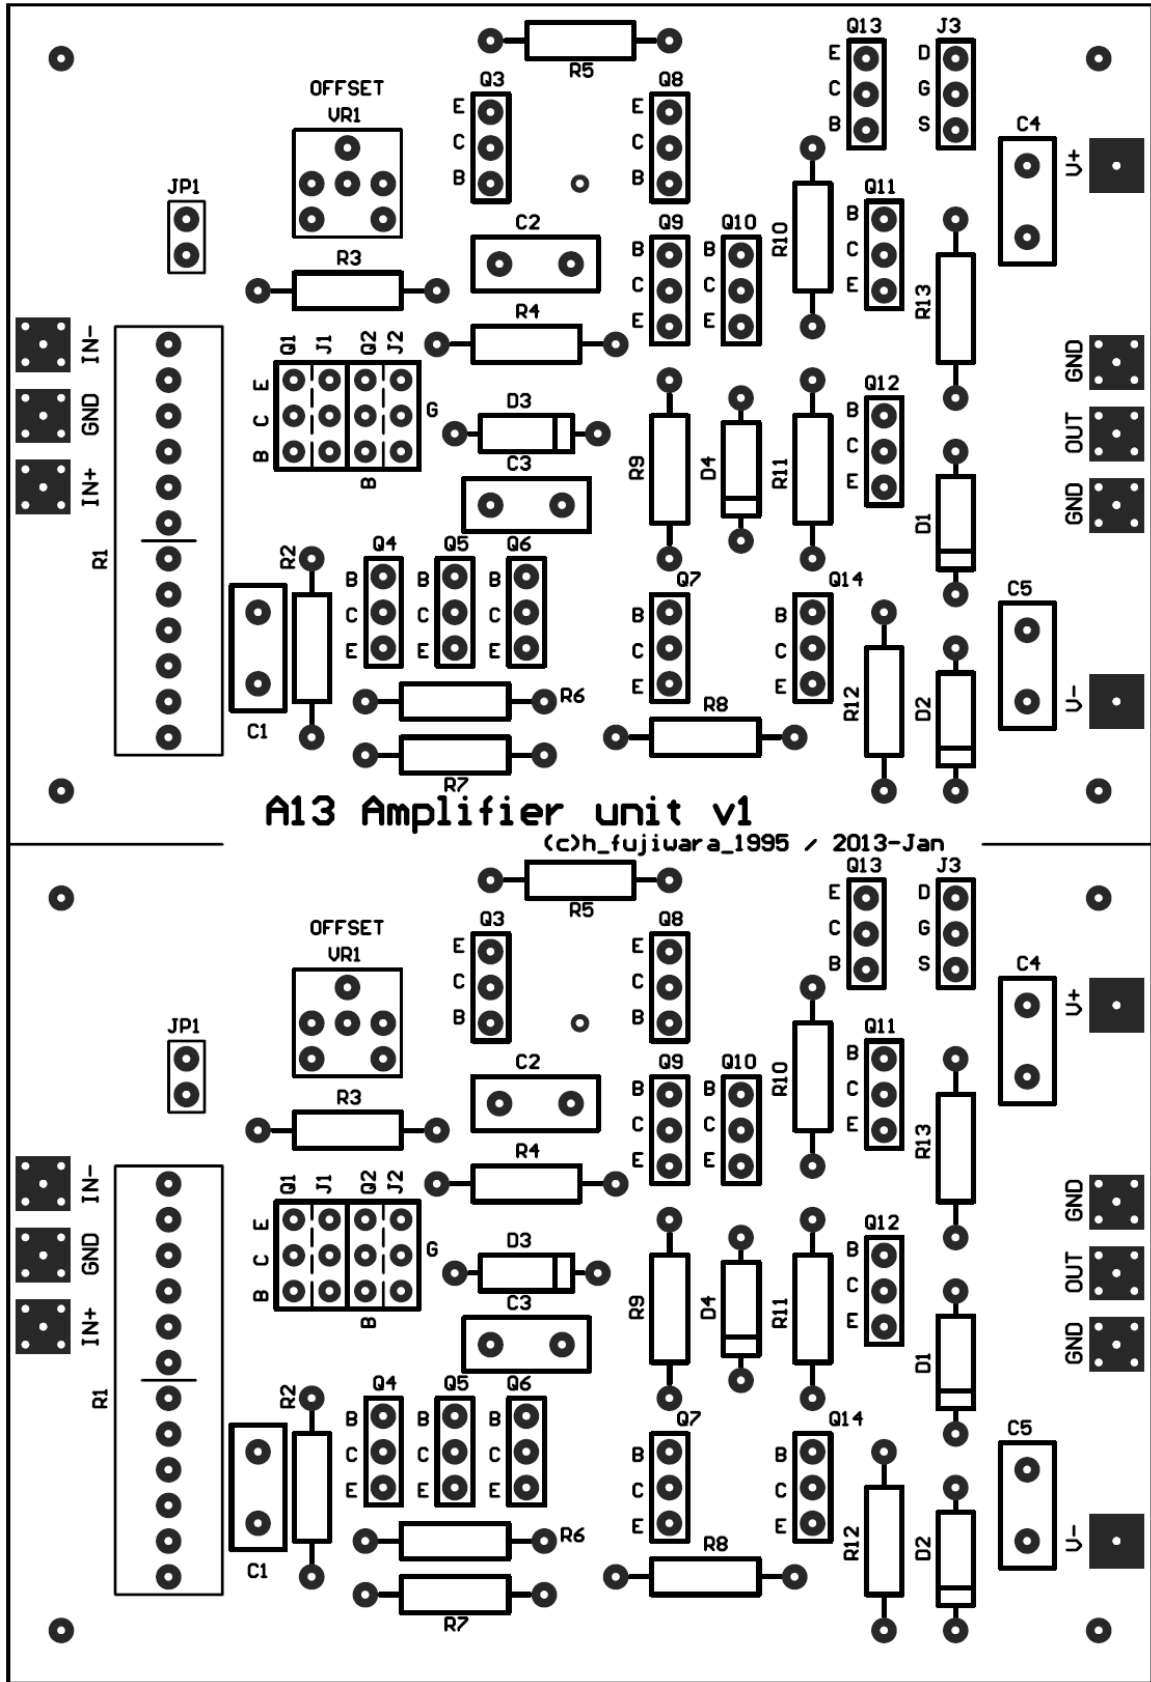 Q13 J3
E D
R5
Q3 Q8
OFFSET
E E
C G
VR1
C C
B S
C4
V+
B B
JP1
Q11
C2
Q9 Q10
R10
B
B B
C
R3
C C
E
R13
R4
E E
IN-
Q1 J1 Q2 J2
GND
E
Q12
D3
G
B
C
GND
OUT
C
B
C3
R9 D4 R11
E
IN+
B
GND
D1
R1
R2
Q4 Q5 Q6
Q7 Q14
B B B
C5
B B
C C C
C C
E E E
E E
R12 D2
V-
R6
R8
C1
R7
A13 Amplifier unit v1
(c)h_fujiwara_1995 / 2013-Jan
Q13 J3
E D
R5
Q3 Q8
OFFSET
E E
C G
VR1
C C
B S
C4
V+
B B
JP1
Q11
C2
Q9 Q10
R10
B
B B
C
R3
C C
E
R13
R4
E E
IN-
Q1 J1 Q2 J2
GND
E
Q12
D3
G
B
C
GND
OUT
C
B
C3
R9 D4 R11
E
IN+
B
GND
D1
R1
R2
Q4 Q5 Q6
Q7 Q14
B B B
C5
B B
C C C
C C
E E E
E E
R12 D2
V-
R6
R8
C1
R7